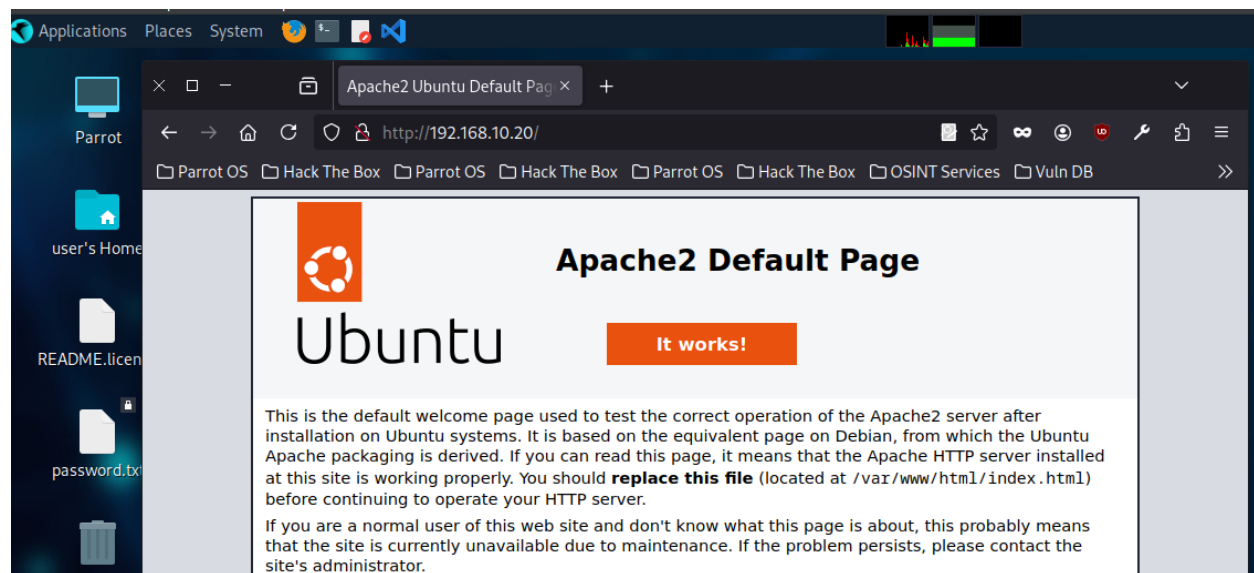 Applications Places System
Apache2 Ubuntu Default Pag
http://192.168.10.20/
Parrot OS Hack The Box Parrot OS Hack The Box Parrot OS Hack The Box OSINT Services Vuln DB
Parrot
user's Home
README.licen
password.txt
Ubuntu
Apache2 Default Page
It works!
This is the default welcome page used to test the correct operation of the Apache2 server after
installation on Ubuntu systems. It is based on the equivalent page on Debian, from which the Ubuntu
Apache packaging is derived. If you can read this page, it means that the Apache HTTP server installed
at this site is working properly. You should replace this file (located at /var/www/html/index.html)
before continuing to operate your HTTP server.
If you are a normal user of this web site and don't know what this page is about, this probably means
that the site is currently unavailable due to maintenance. If the problem persists, please contact the
site's administrator.